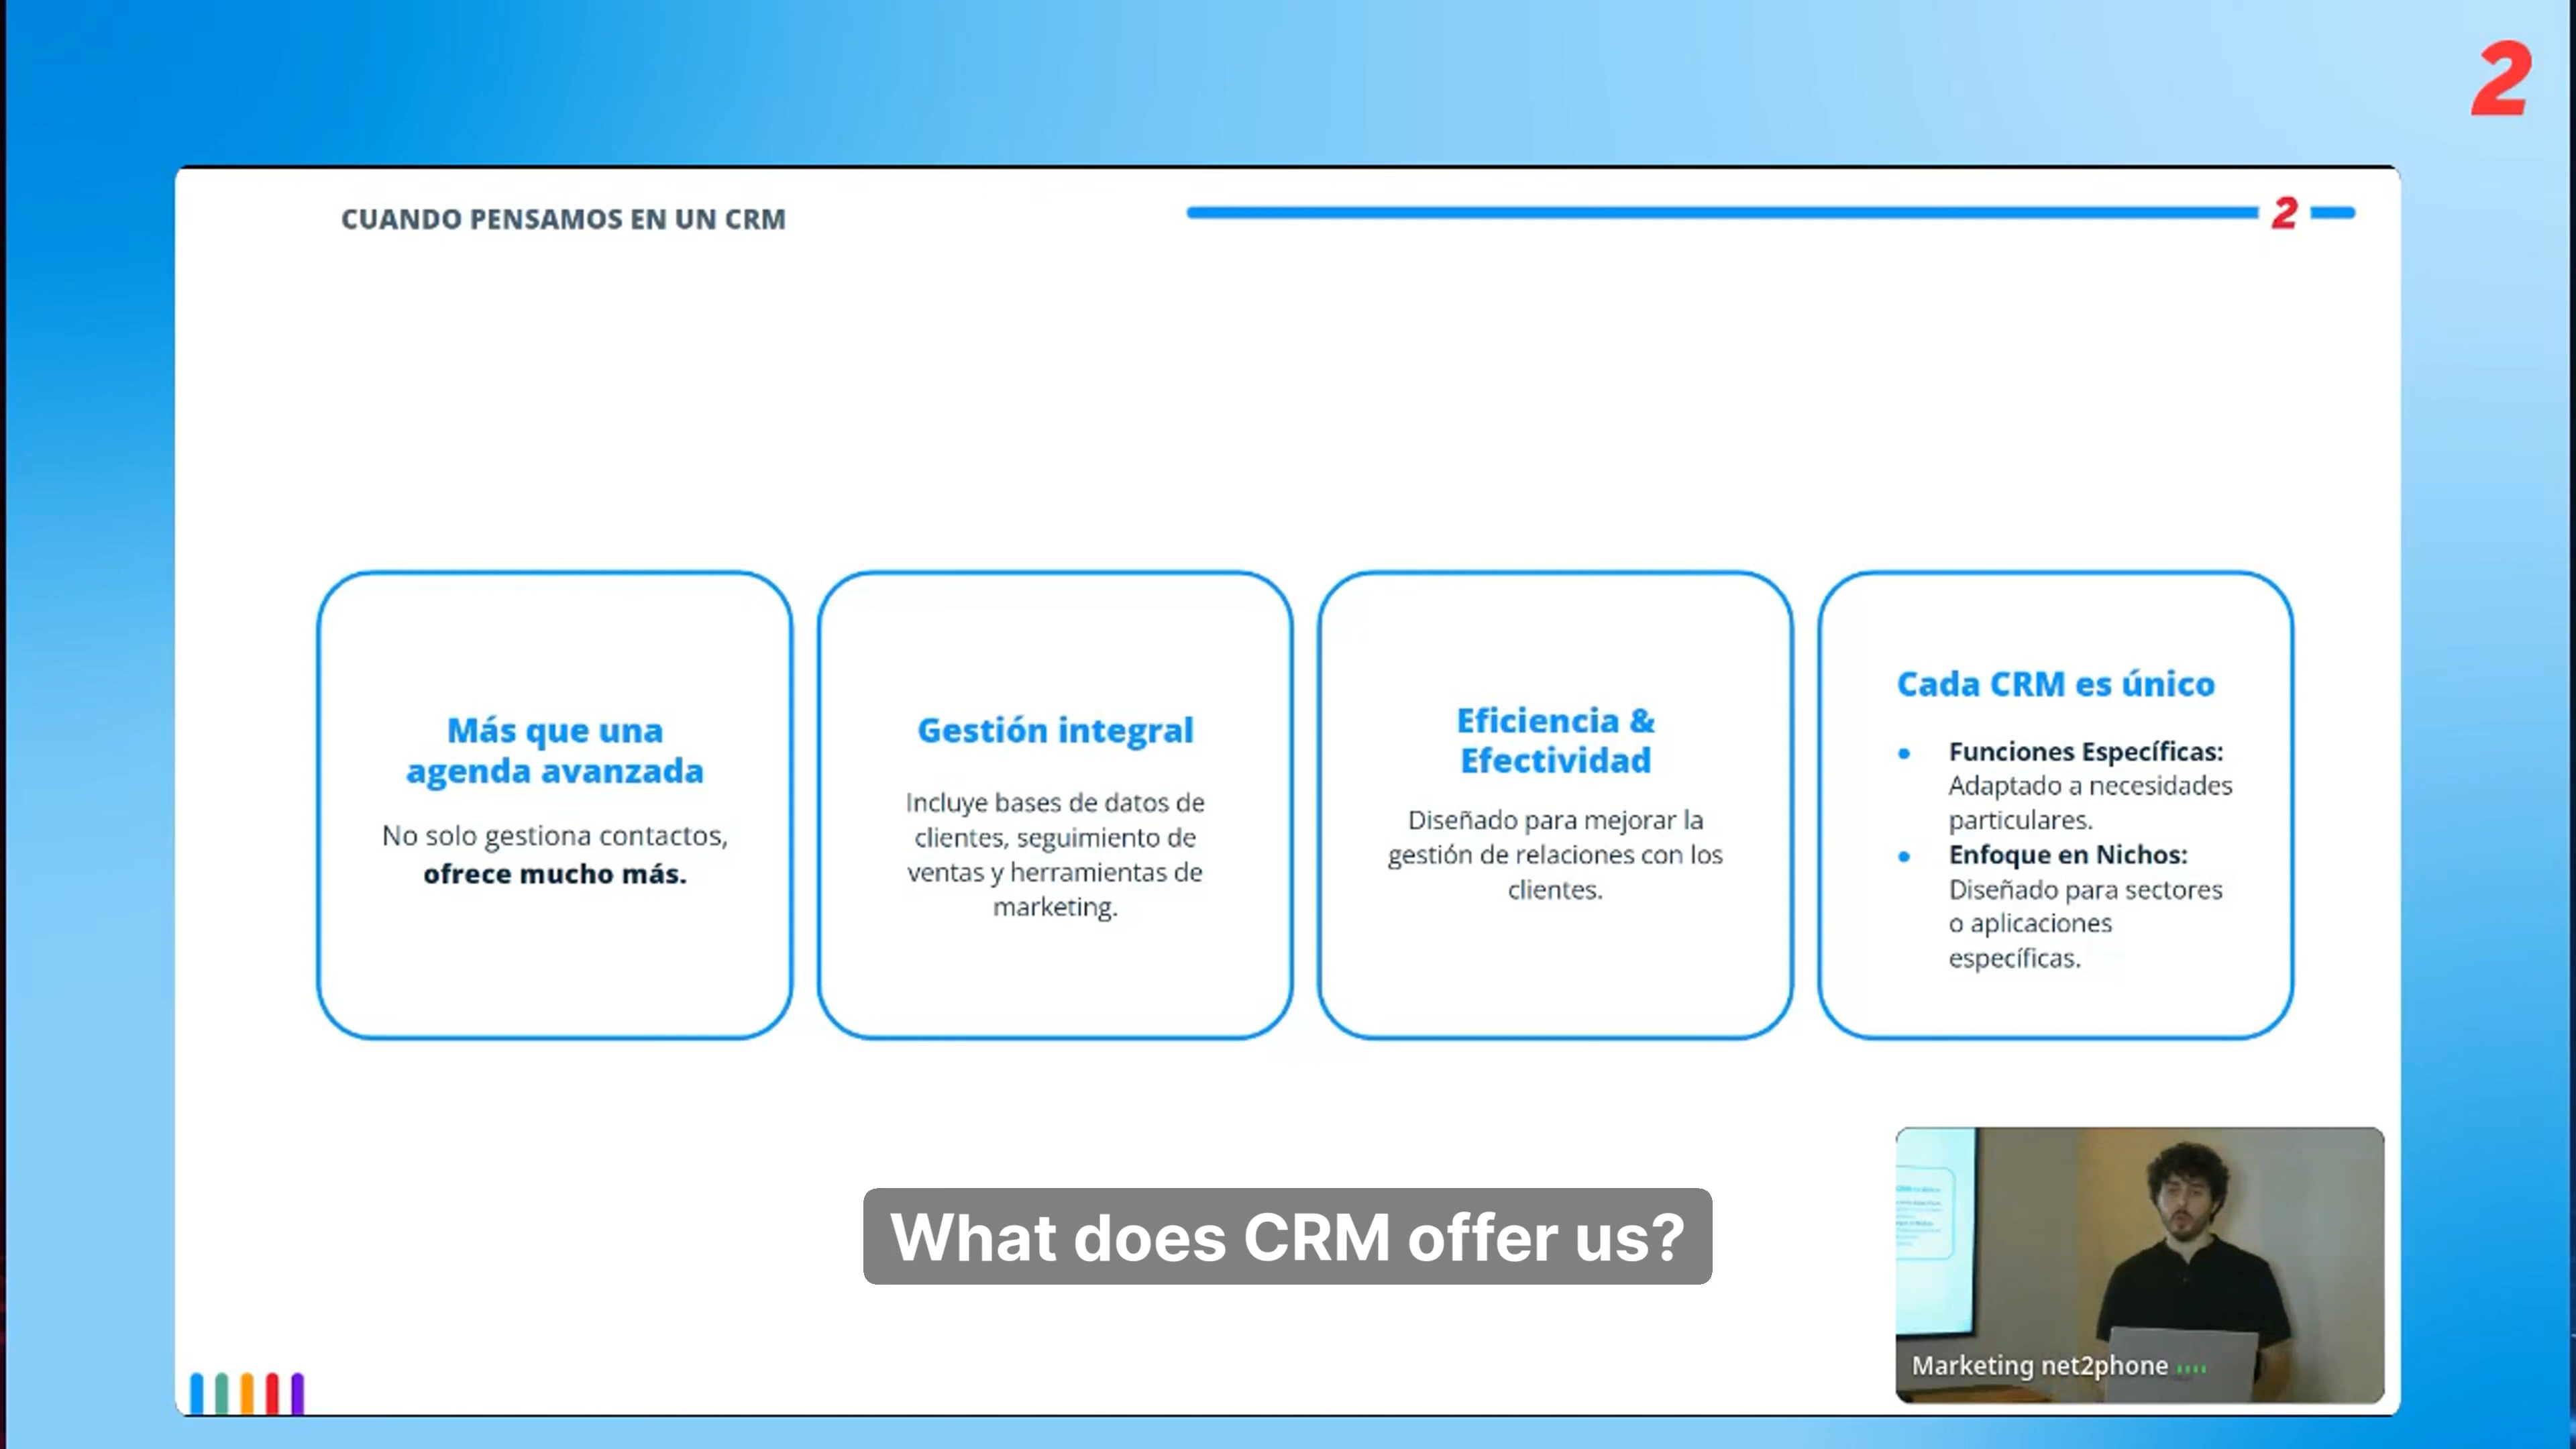 2
CUANDO PENSAMOS EN UN CRM
2
Más que una
agenda avanzada
No solo gestiona contactos,
ofrece mucho más.
Gestión integral
Incluye bases de datos de
clientes, seguimiento de
ventas y herramientas de
marketing.
Eficiencia &
Efectividad
Diseñado para mejorar la
gestión de relaciones con los
clientes.
Cada CRM es único
• Funciones Específicas:
Adaptado a necesidades
particulares.
• Enfoque en Nichos:
Diseñado para sectores
o aplicaciones
específicas.
What does CRM offer us?
Marketing net2phone